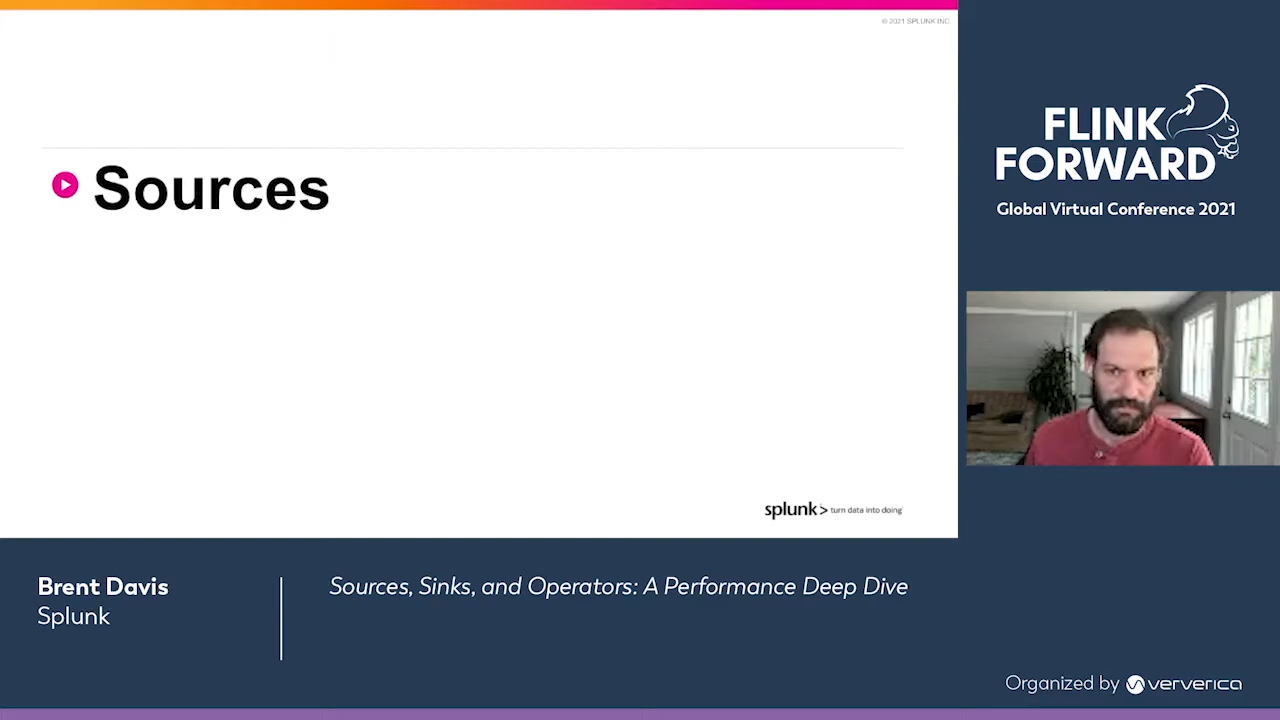 © 2021 SPLUNK INC.
Sources
splunk> turn data into doing
FLINK
FORWARD
Global Virtual Conference 2021
Brent Davis
Splunk
Sources, Sinks, and Operators: A Performance Deep Dive
Organized by ververica